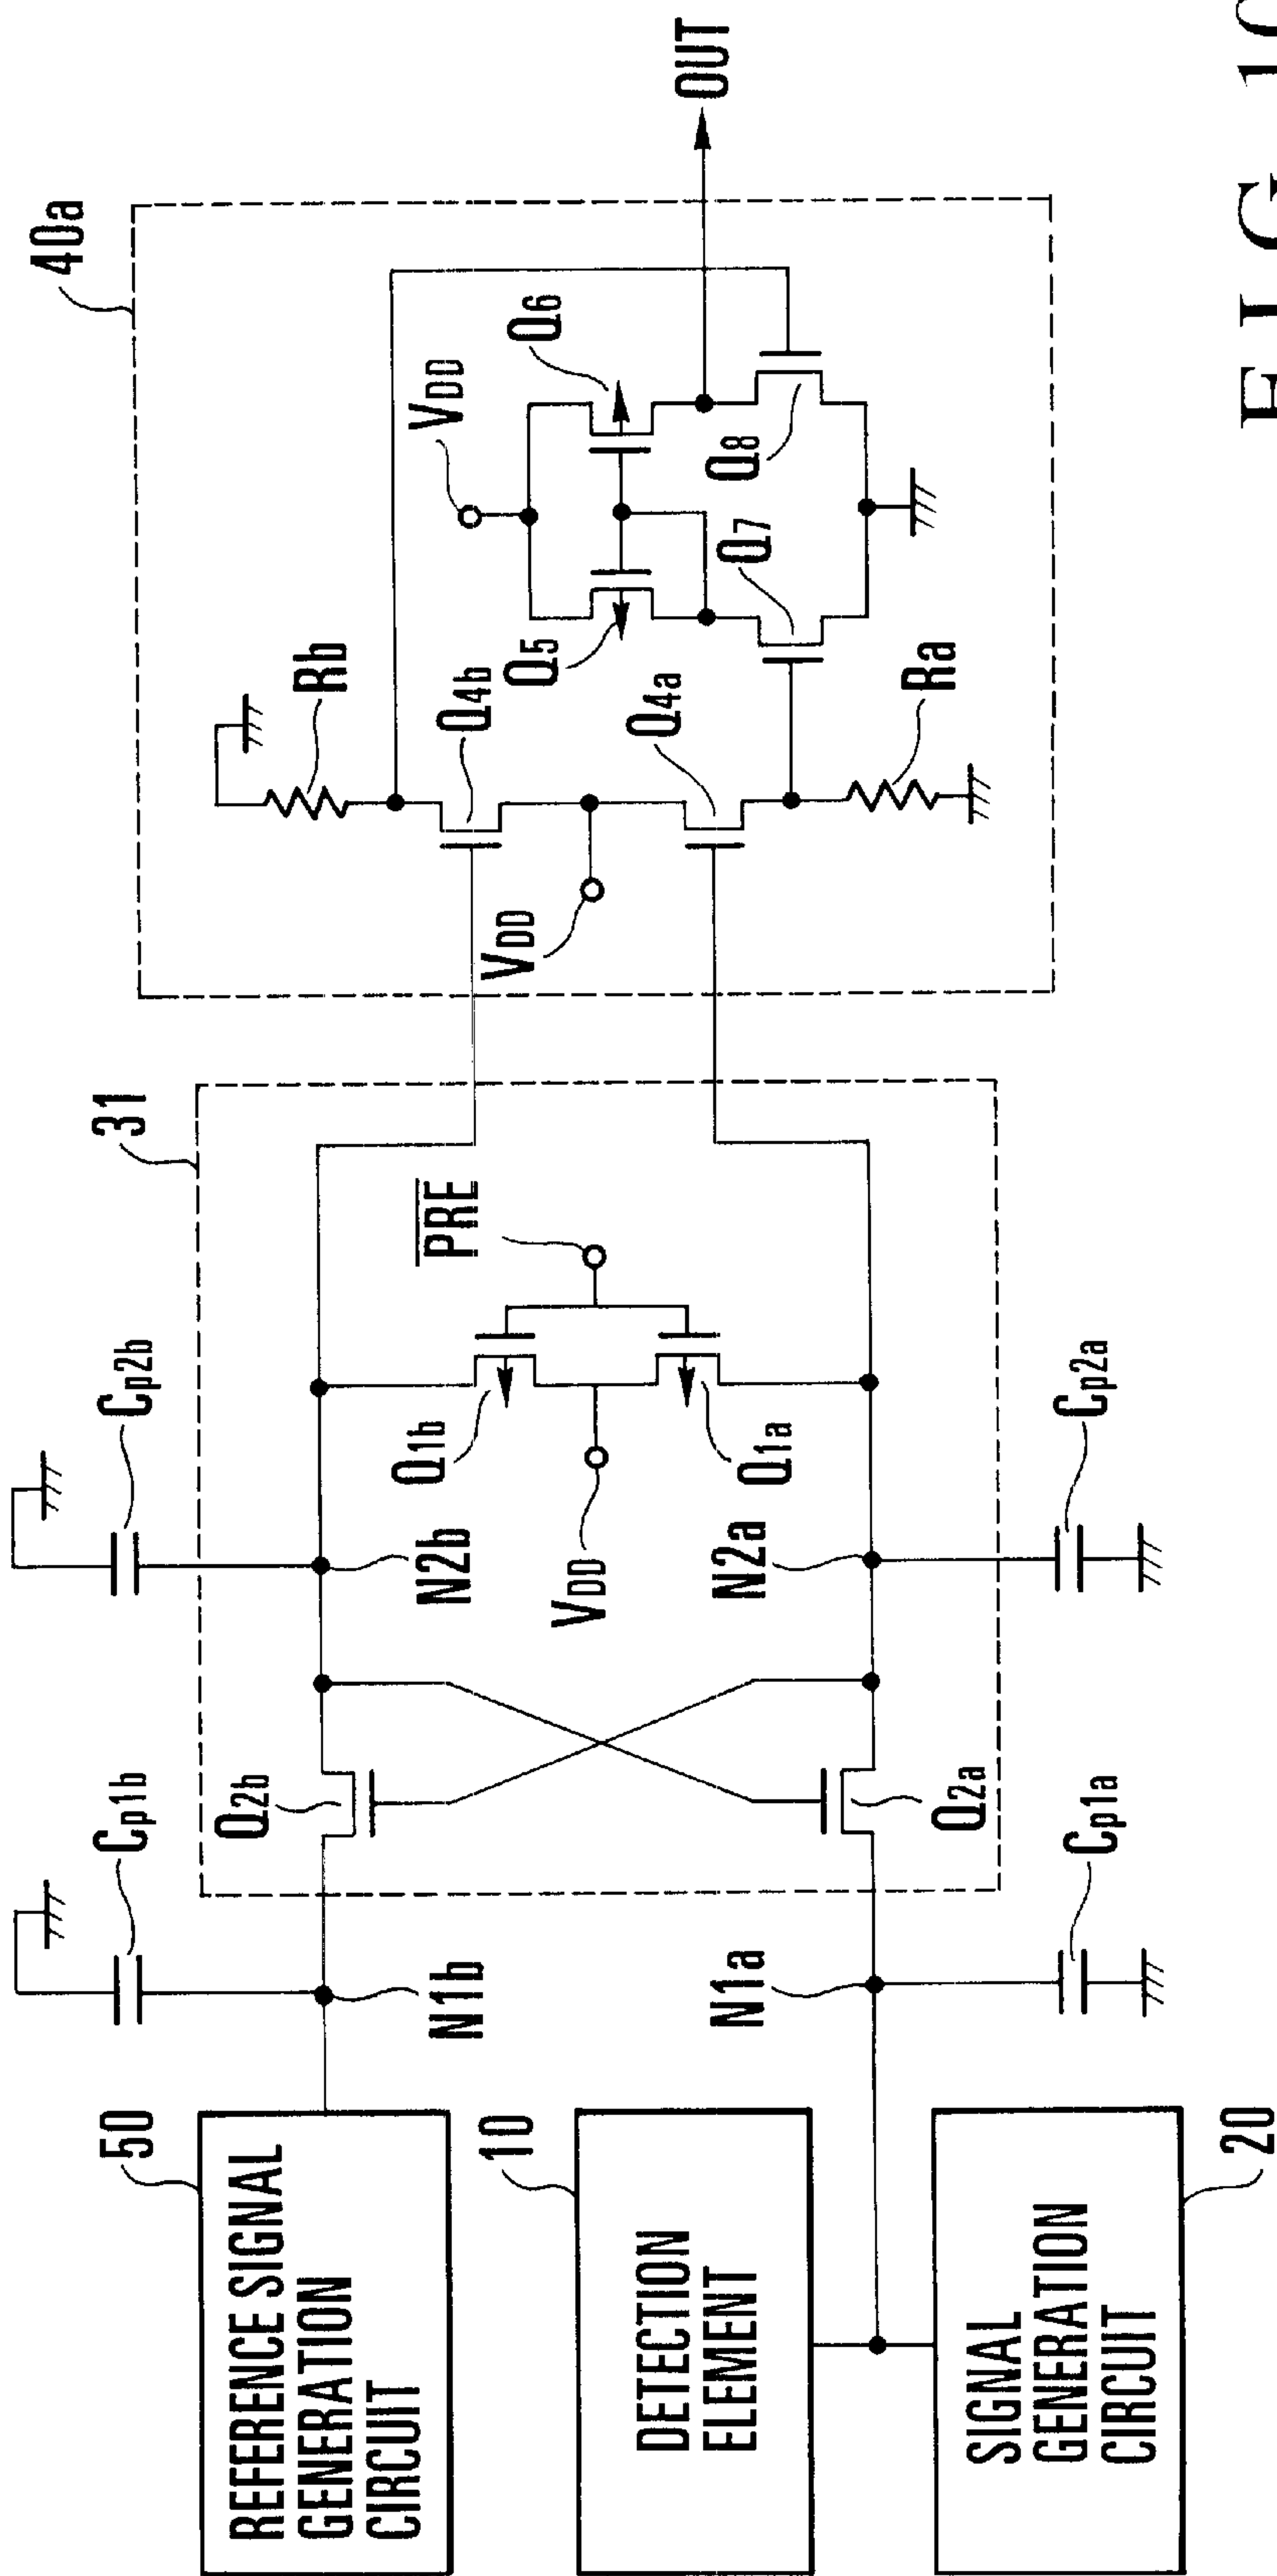 50
REFERENCE SIGNAL
GENERATION
CIRCUIT
10
DETECTION
ELEMENT
20
SIGNAL
GENERATION
CIRCUIT
N1b
N1a
Cp1b
Cp1a
31
Q2b
Q2a
Cp2b
Cp2a
N2b
N2a
VDD
Q1b
Q1a
PRE
40a
VDD
Q4b
Q4a
Rb
Ra
Q5
Q6
VDD
Q7
Q8
OUT